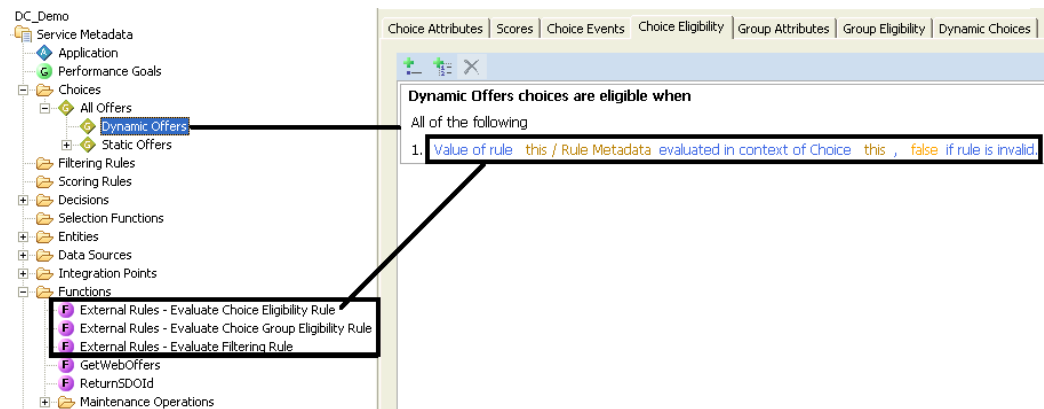 DC_Demo
Service Metadata
Application
Performance Goals
Choices
All Offers
Dynamic Offers
Static Offers
Filtering Rules
Scoring Rules
Decisions
Selection Functions
Entities
Data Sources
Integration Points
Functions
External Rules - Evaluate Choice Eligibility Rule
External Rules - Evaluate Choice Group Eligibility Rule
External Rules - Evaluate Filtering Rule
GetWebOffers
ReturnSDOId
Maintenance Operations
Choice Attributes Scores Choice Events Choice Eligibility Group Attributes Group Eligibility Dynamic Choices
Dynamic Offers choices are eligible when
All of the following
1. Value of rule this / Rule Metadata evaluated in context of Choice this , false if rule is invalid.